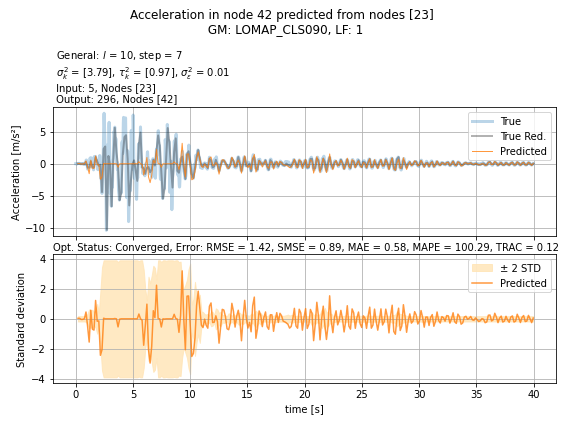 Acceleration in node 42 predicted from nodes [23]
GM: LOMAP_CLS090, LF: 1
General: l = 10, step = 7
σ²ₖ = [3.79], τ²ₖ = [0.97], σ²ε = 0.01
Input: 5, Nodes [23]
Output: 296, Nodes [42]
Acceleration [m/s²]
5
0
−5
−10
True
True Red.
Predicted
Opt. Status: Converged, Error: RMSE = 1.42, SMSE = 0.89, MAE = 0.58, MAPE = 100.29, TRAC = 0.12
Standard deviation
4
2
0
−2
−4
± 2 STD
Predicted
0 5 10 15 20 25 30 35 40
time [s]